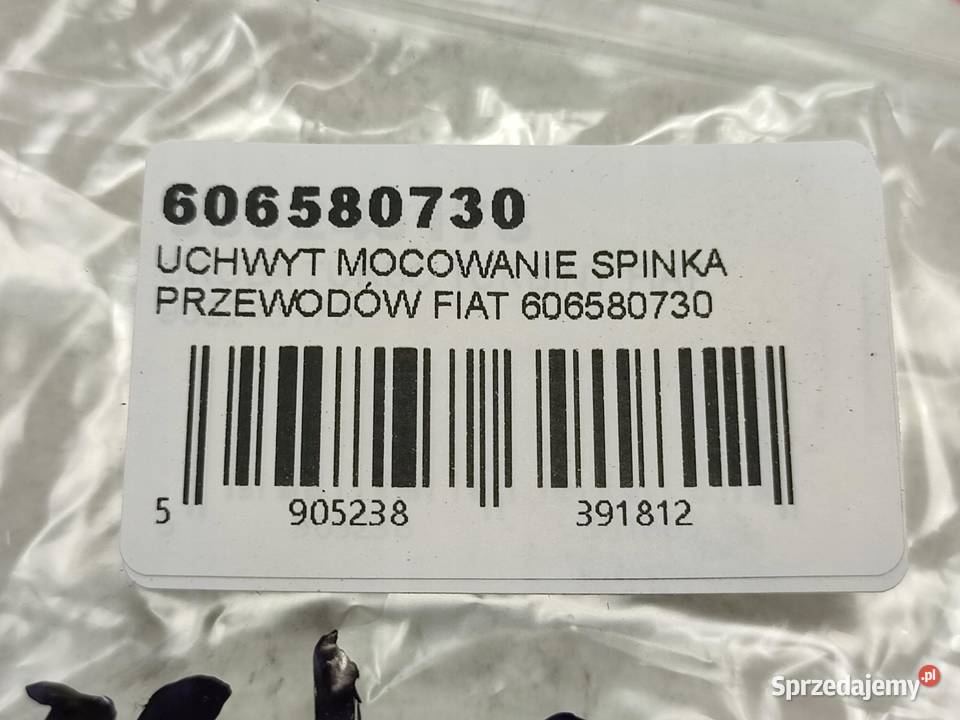 606580730
UCHWYT MOCOWANIE SPINKA
PRZEWODÓW FIAT 606580730
5 905238 391812
Sprzedajemy.pl